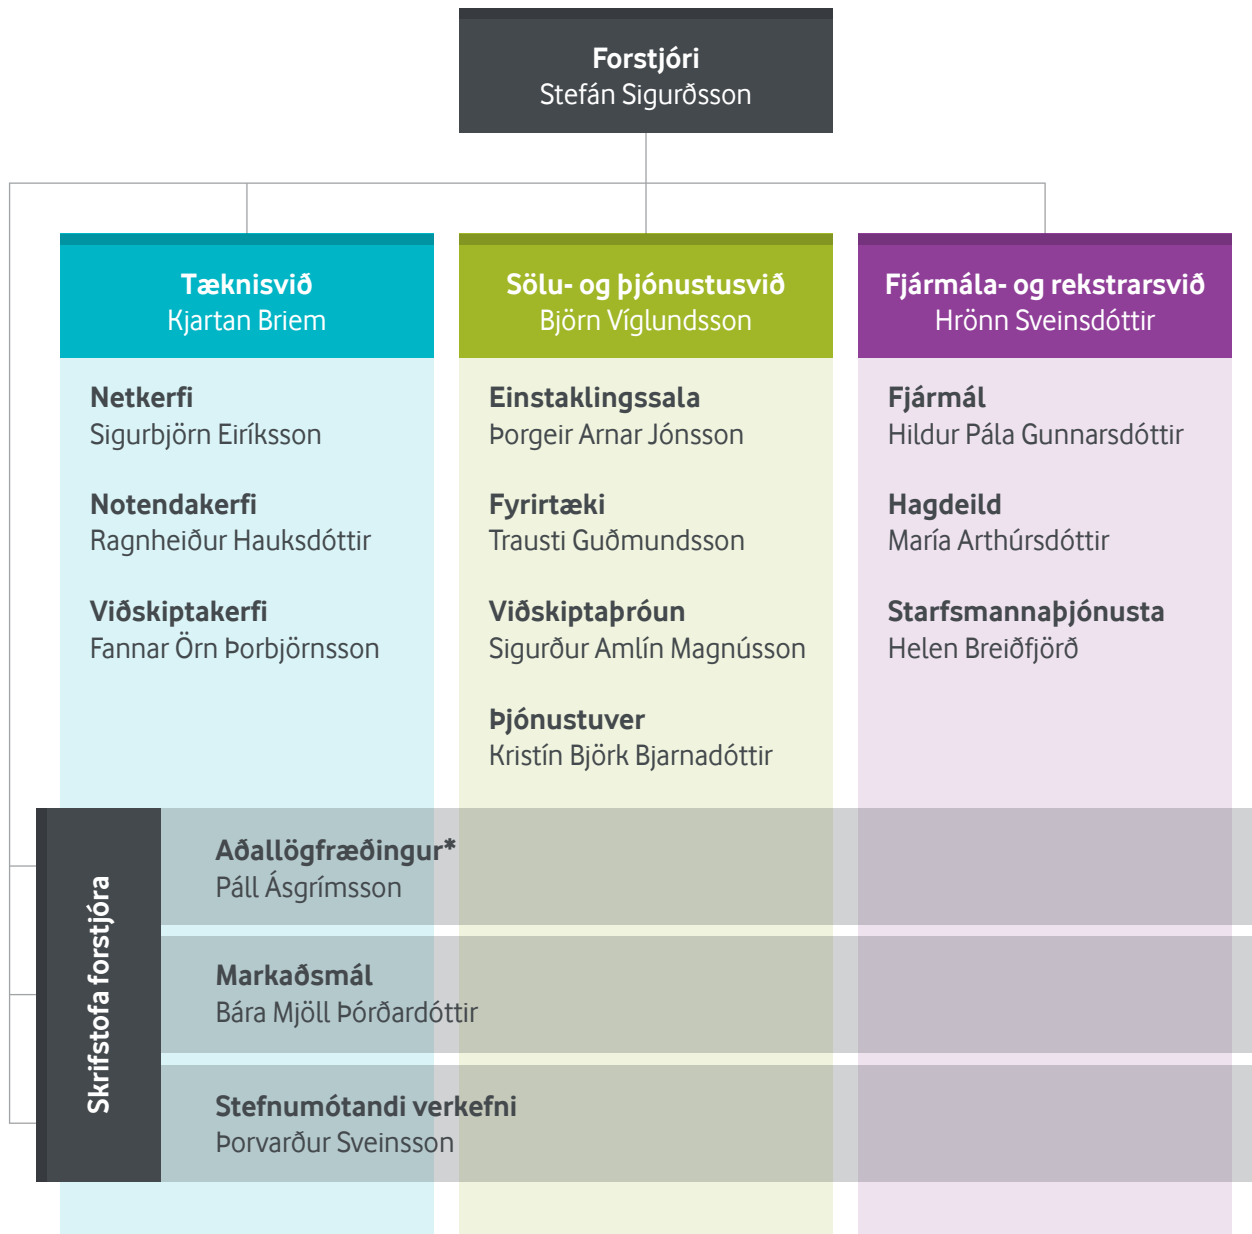 Forstjóri
Stefán Sigurðsson
Tæknisvið
Kjartan Briem
Netkerfi
Sigurbjörn Eiríksson
Notendakerfi
Ragnheiður Hauksdóttir
Viðskiptakerfi
Fannar Örn Þorbjörnsson
Sölu- og þjónustusvið
Björn Víglundsson
Einstaklingssala
Þorgeir Arnar Jónsson
Fyrirtæki
Trausti Guðmundsson
Viðskiptaþróun
Sigurður Amlín Magnússon
Þjónustuver
Kristín Björk Bjarnadóttir
Fjármála- og rekstrarsvið
Hrönn Sveinsdóttir
Fjármál
Hildur Pála Gunnarsdóttir
Hagdeild
María Arthúrsdóttir
Starfsmannaþjónusta
Helen Breiðfjörð
Skrifstofa forstjóra
Aðallögfræðingur*
Páll Ásgrímsson
Markaðsmál
Bára Mjöll Þórðardóttir
Stefnumótandi verkefni
Þorvarður Sveinsson